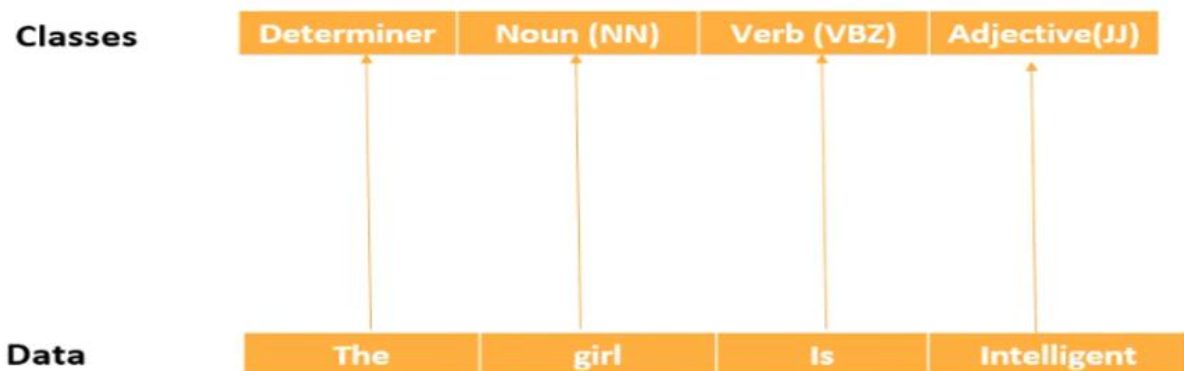 Classes Determiner Noun (NN) Verb (VBZ) Adjective(JJ)
Data The girl Is Intelligent